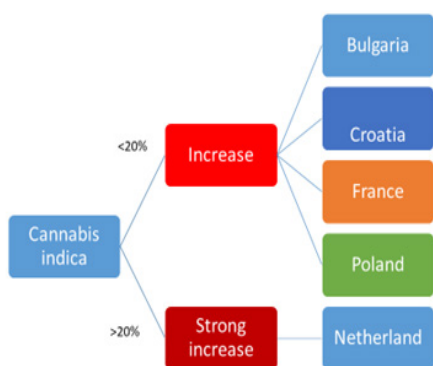 Bulgaria
<20%
Increase
Croatia
France
Cannabis
indica
Poland
>20%
Strong
increase
Netherland